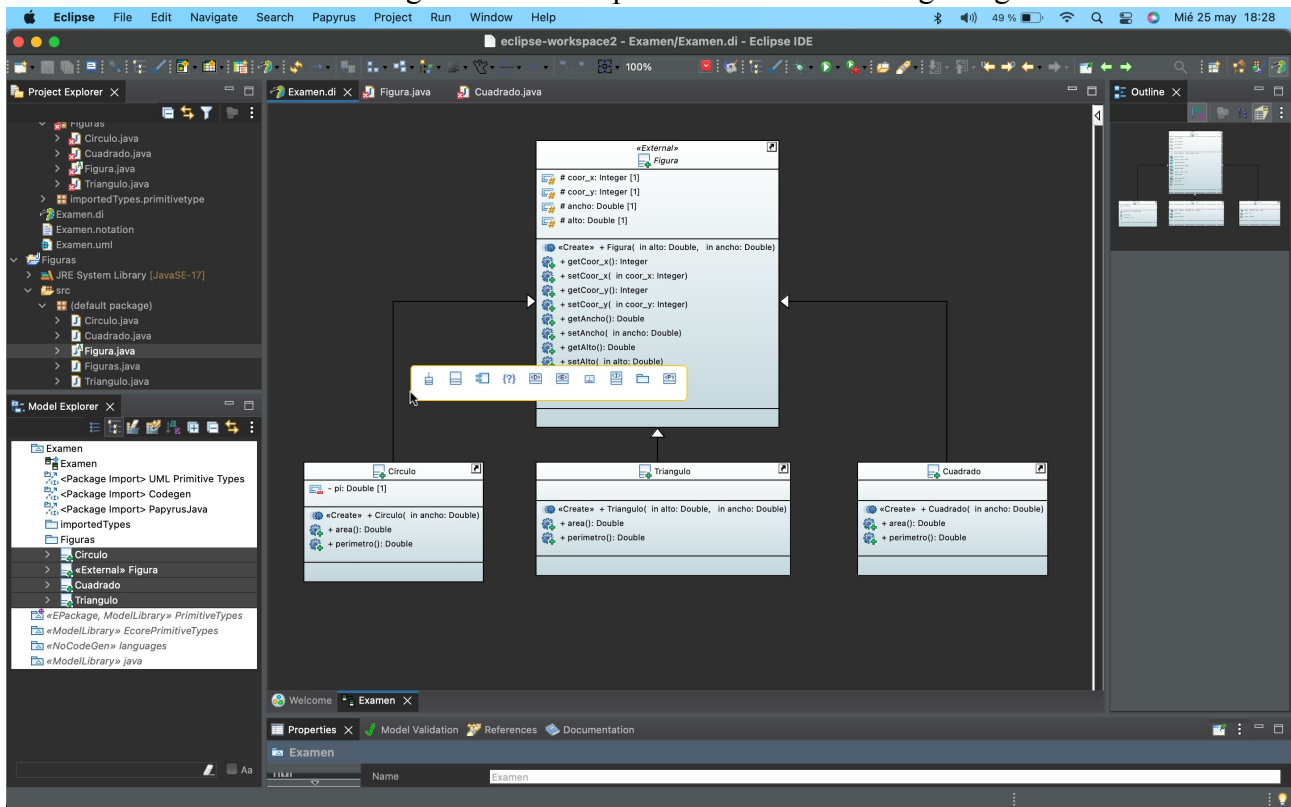 Eclipse File Edit Navigate Search Papyrus Project Run Window Help 49 % Mié 25 may 18:28
eclipse-workspace2 - Examen/Examen.di - Eclipse IDE
100%
Project Explorer
Examen.di Figura.java Cuadrado.java
Outline
Figuras
Circulo.java
Cuadrado.java
Figura.java
Triangulo.java
importedTypes.primitivetype
Examen.di
Examen.notation
Examen.uml
Figuras
JRE System Library [JavaSE-17]
src
(default package)
Circulo.java
Cuadrado.java
Figura.java
Figuras.java
Triangulo.java
Model Explorer
Examen
Examen
<Package Import> UML Primitive Types
<Package Import> Codegen
<Package Import> PapyrusJava
importedTypes
Figuras
Circulo
«External» Figura
Cuadrado
Triangulo
«EPackage, ModelLibrary» PrimitiveTypes
«ModelLibrary» EcorePrimitiveTypes
«NoCodeGen» languages
«ModelLibrary» java
Aa
«External»
Figura
# coor_x: Integer [1]
# coor_y: Integer [1]
# ancho: Double [1]
# alto: Double [1]
«Create» + Figura( in alto: Double, in ancho: Double)
+ getCoor_x(): Integer
+ setCoor_x( in coor_x: Integer)
+ getCoor_y(): Integer
+ setCoor_y( in coor_y: Integer)
+ getAncho(): Double
+ setAncho( in ancho: Double)
+ getAlto(): Double
+ setAlto( in alto: Double)
{?} <D> <E> <I> <P>
Circulo
- pi: Double [1]
«Create» + Circulo( in ancho: Double)
+ area(): Double
+ perimetro(): Double
Triangulo
«Create» + Triangulo( in alto: Double, in ancho: Double)
+ area(): Double
+ perimetro(): Double
Cuadrado
«Create» + Cuadrado( in ancho: Double)
+ area(): Double
+ perimetro(): Double
Welcome Examen
Properties Model Validation References Documentation
Examen
UML Name Examen